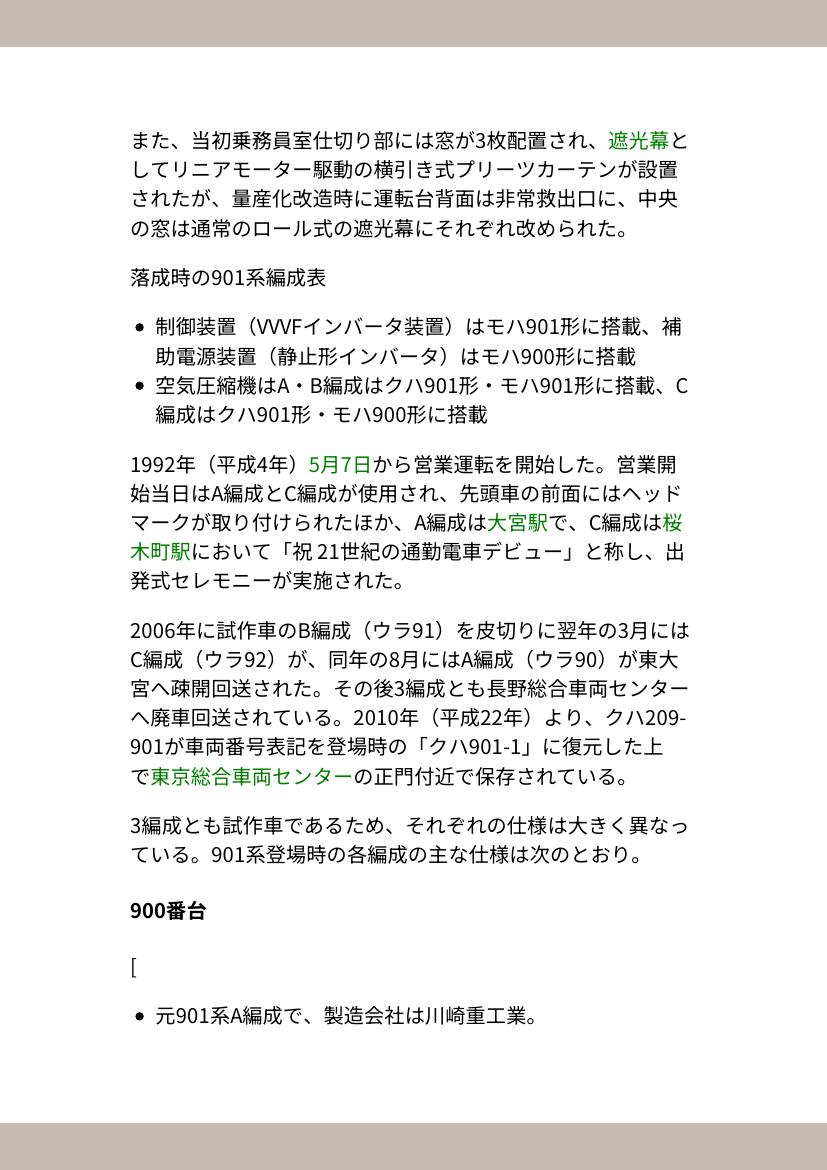 また、当初乗務員室仕切り部には窓が3枚配置され、遮光幕と
してリニアモーター駆動の横引き式プリーツカーテンが設置
されたが、量産化改造時に運転台背面は非常救出口に、中央
の窓は通常のロール式の遮光幕にそれぞれ改められた。
落成時の901系編成表
● 制御装置（VVVFインバータ装置）はモハ901形に搭載、補
助電源装置（静止形インバータ）はモハ900形に搭載
● 空気圧縮機はA・B編成はクハ901形・モハ901形に搭載、C
編成はクハ901形・モハ900形に搭載
1992年（平成4年）5月7日から営業運転を開始した。営業開
始当日はA編成とC編成が使用され、先頭車の前面にはヘッド
マークが取り付けられたほか、A編成は大宮駅で、C編成は桜
木町駅において「祝 21世紀の通勤電車デビュー」と称し、出
発式セレモニーが実施された。
2006年に試作車のB編成（ウラ91）を皮切りに翌年の3月には
C編成（ウラ92）が、同年の8月にはA編成（ウラ90）が東大
宮へ疎開回送された。その後3編成とも長野総合車両センター
へ廃車回送されている。2010年（平成22年）より、クハ209-
901が車両番号表記を登場時の「クハ901-1」に復元した上
で東京総合車両センターの正門付近で保存されている。
3編成とも試作車であるため、それぞれの仕様は大きく異なっ
ている。901系登場時の各編成の主な仕様は次のとおり。
900番台
[
● 元901系A編成で、製造会社は川崎重工業。